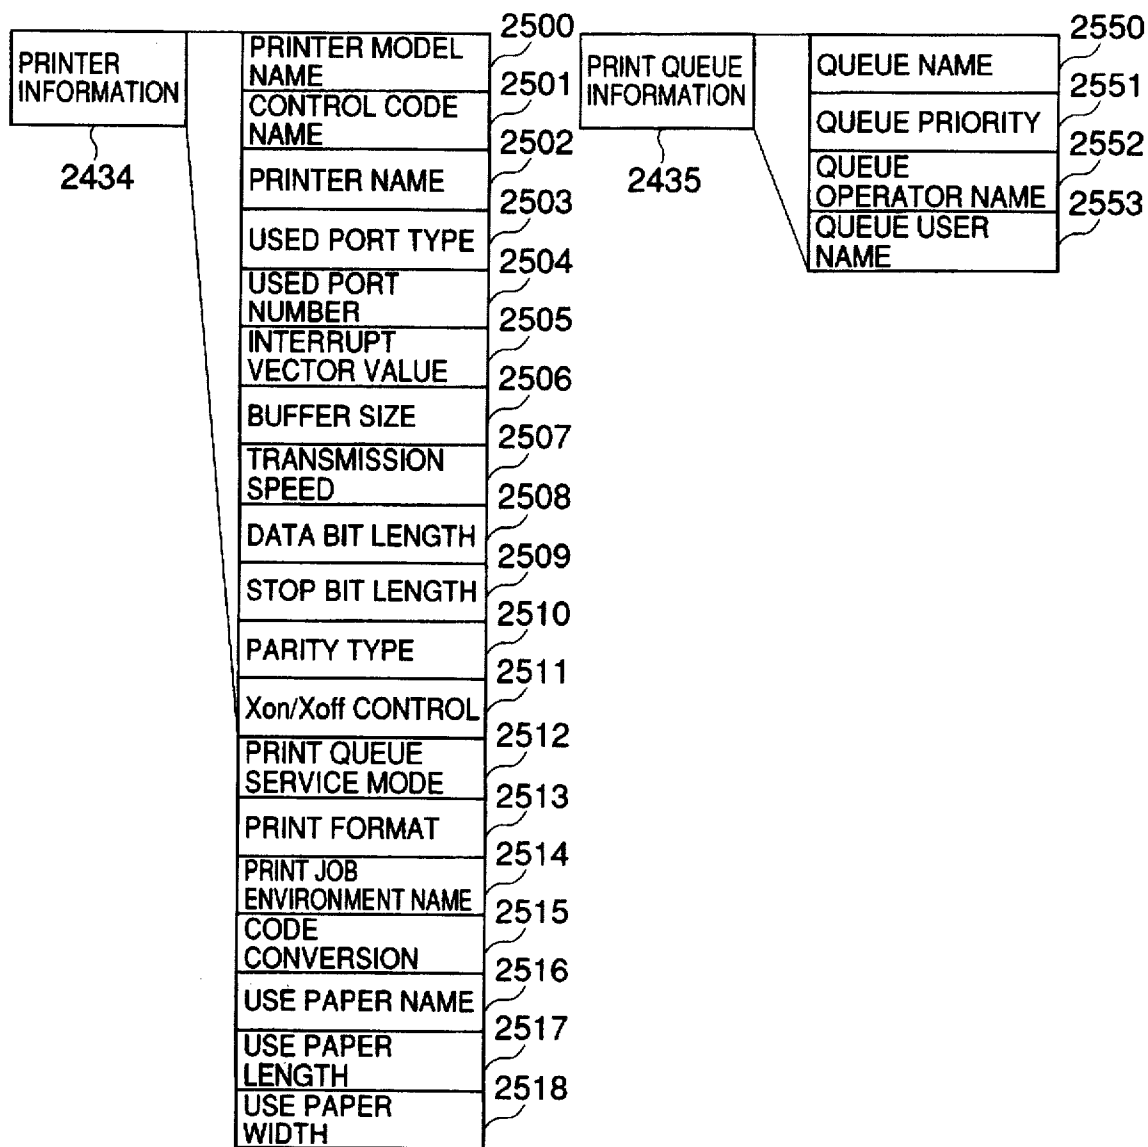 PRINTER
INFORMATION
2434
PRINTER MODEL
NAME
2500
CONTROL CODE
NAME
2501
PRINTER NAME
2502
USED PORT TYPE
2503
USED PORT
NUMBER
2504
INTERRUPT
VECTOR VALUE
2505
BUFFER SIZE
2506
TRANSMISSION
SPEED
2507
DATA BIT LENGTH
2508
STOP BIT LENGTH
2509
PARITY TYPE
2510
Xon/Xoff CONTROL
2511
PRINT QUEUE
SERVICE MODE
2512
PRINT FORMAT
2513
PRINT JOB
ENVIRONMENT NAME
2514
CODE
CONVERSION
2515
USE PAPER NAME
2516
USE PAPER
LENGTH
2517
USE PAPER
WIDTH
2518
PRINT QUEUE
INFORMATION
2435
QUEUE NAME
2550
QUEUE PRIORITY
2551
QUEUE
OPERATOR NAME
2552
QUEUE USER
NAME
2553